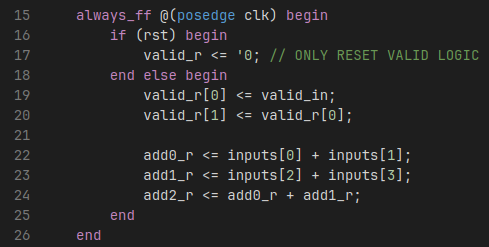 15 always_ff @(posedge clk) begin
16 if (rst) begin
17 valid_r <= '0; // ONLY RESET VALID LOGIC
18 end else begin
19 valid_r[0] <= valid_in;
20 valid_r[1] <= valid_r[0];
21
22 add0_r <= inputs[0] + inputs[1];
23 add1_r <= inputs[2] + inputs[3];
24 add2_r <= add0_r + add1_r;
25 end
26 end